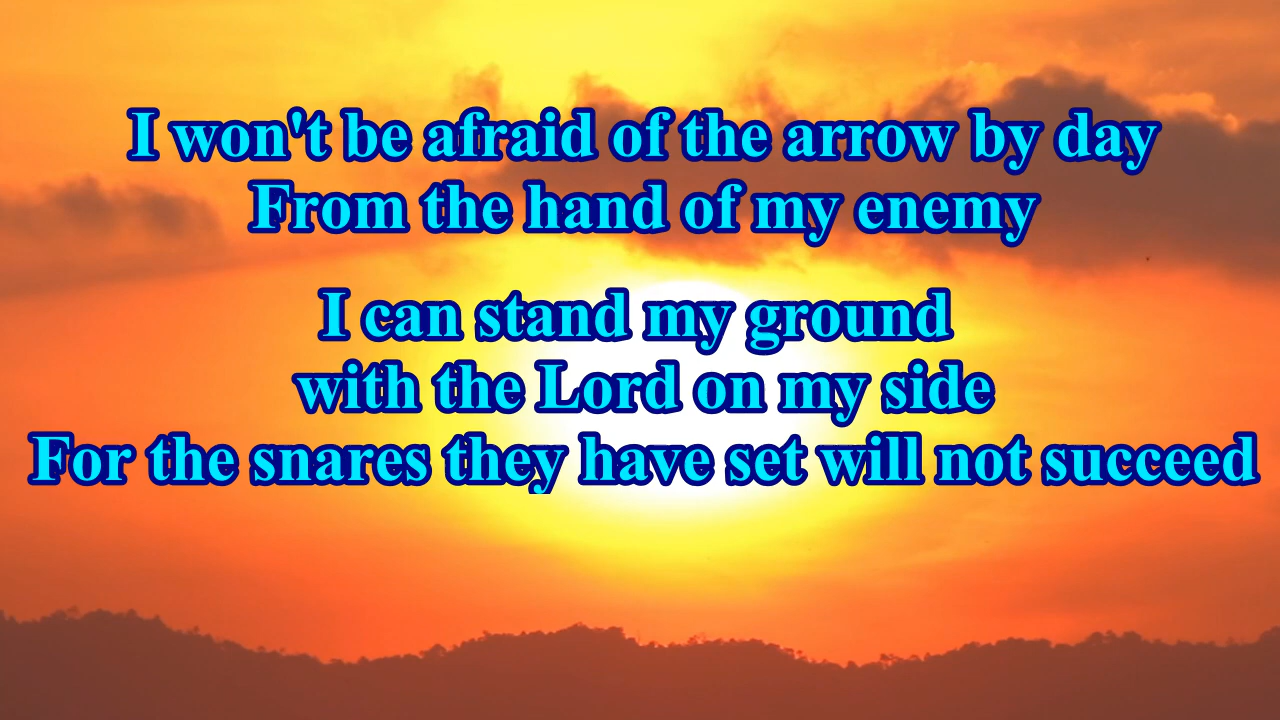 I won't be afraid of the arrow by day
From the hand of my enemy
I can stand my ground
with the Lord on my side
For the snares they have set will not succeed